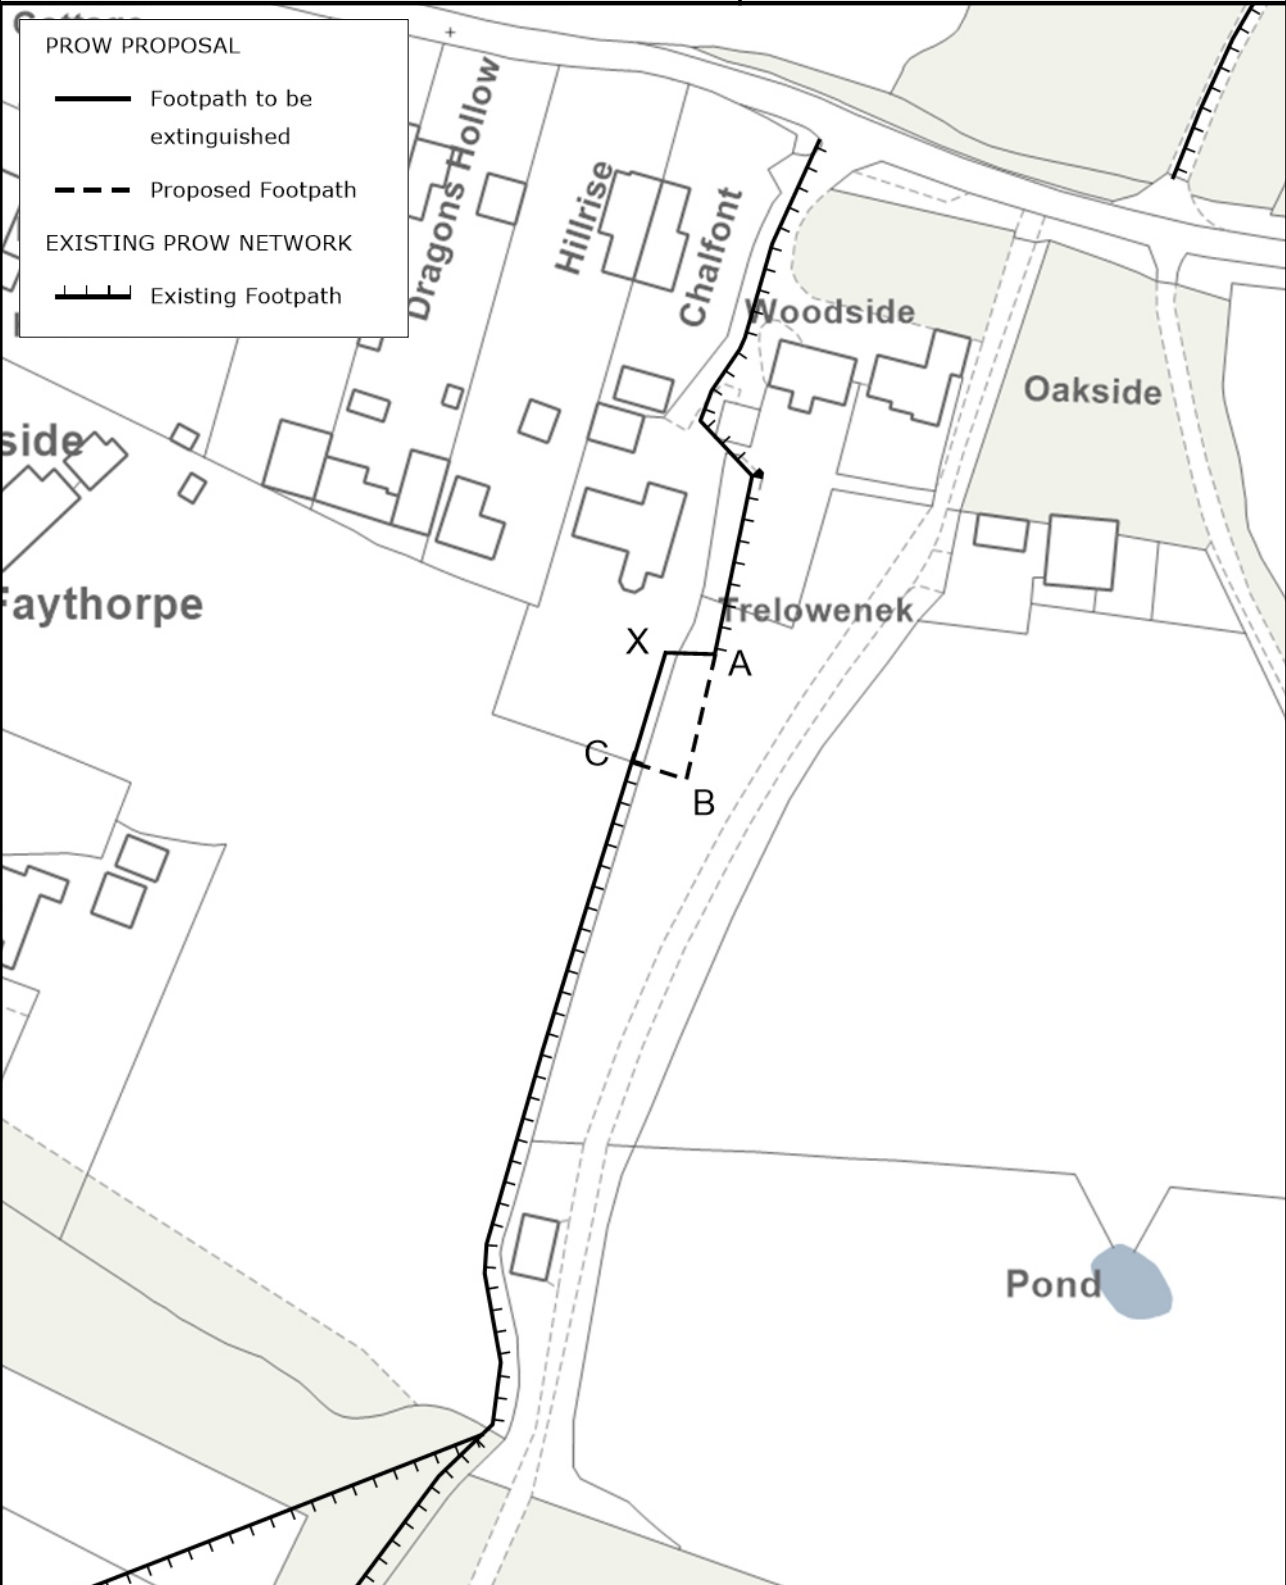 PROW PROPOSAL
Footpath to be
extinguished
Proposed Footpath
EXISTING PROW NETWORK
Existing Footpath
Dragons Hollow
Hillrise
Chalfont
Woodside
Oakside
side
Faythorpe
Trelowenek
X
A
C
B
Pond